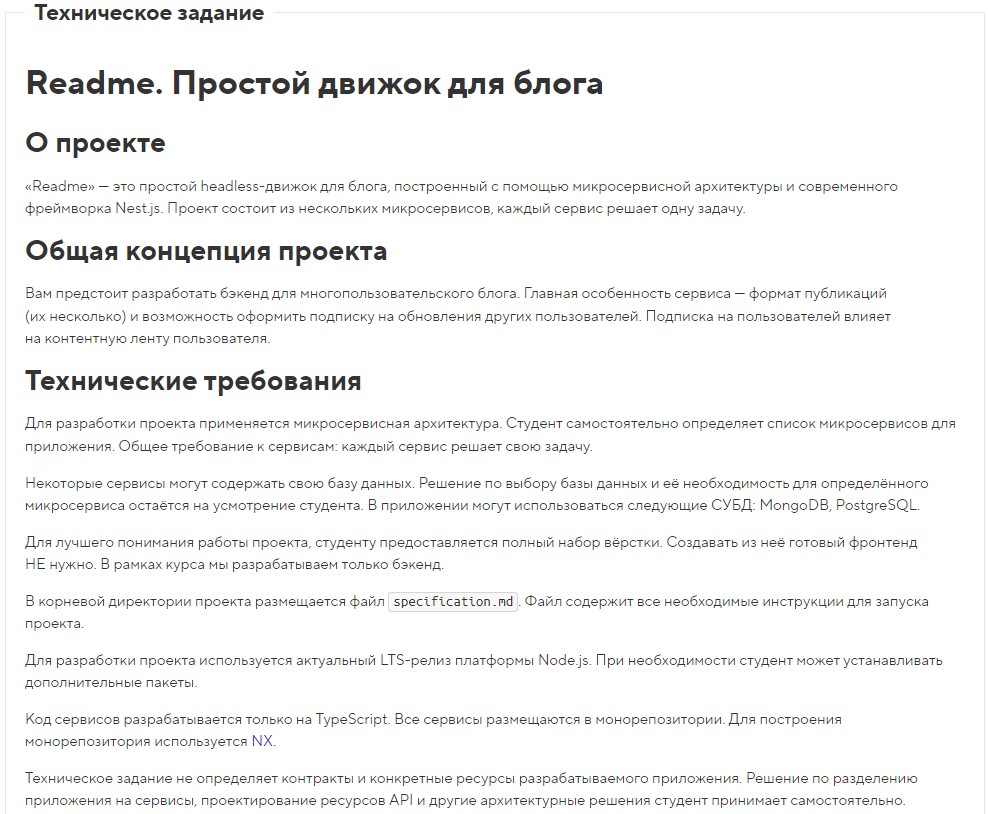 Техническое задание
Readme. Простой движок для блога
О проекте
«Readme» — это простой headless-движок для блога, построенный с помощью микросервисной архитектуры и современного
фреймворка Nest.js. Проект состоит из нескольких микросервисов, каждый сервис решает одну задачу.
Общая концепция проекта
Вам предстоит разработать бэкенд для многопользовательского блога. Главная особенность сервиса — формат публикаций
(их несколько) и возможность оформить подписку на обновления других пользователей. Подписка на пользователей влияет
на контентную ленту пользователя.
Технические требования
Для разработки проекта применяется микросервисная архитектура. Студент самостоятельно определяет список микросервисов для
приложения. Общее требование к сервисам: каждый сервис решает свою задачу.
Некоторые сервисы могут содержать свою базу данных. Решение по выбору базы данных и её необходимость для определённого
микросервиса остаётся на усмотрение студента. В приложении могут использоваться следующие СУБД: MongoDB, PostgreSQL.
Для лучшего понимания работы проекта, студенту предоставляется полный набор вёрстки. Создавать из неё готовый фронтенд
НЕ нужно. В рамках курса мы разрабатываем только бэкенд.
В корневой директории проекта размещается файл specification.md. Файл содержит все необходимые инструкции для запуска
проекта.
Для разработки проекта используется актуальный LTS-релиз платформы Node.js. При необходимости студент может устанавливать
дополнительные пакеты.
Код сервисов разрабатывается только на TypeScript. Все сервисы размещаются в монорепозитории. Для построения
монорепозитория используется NX.
Техническое задание не определяет контракты и конкретные ресурсы разрабатываемого приложения. Решение по разделению
приложения на сервисы, проектирование ресурсов API и другие архитектурные решения студент принимает самостоятельно.